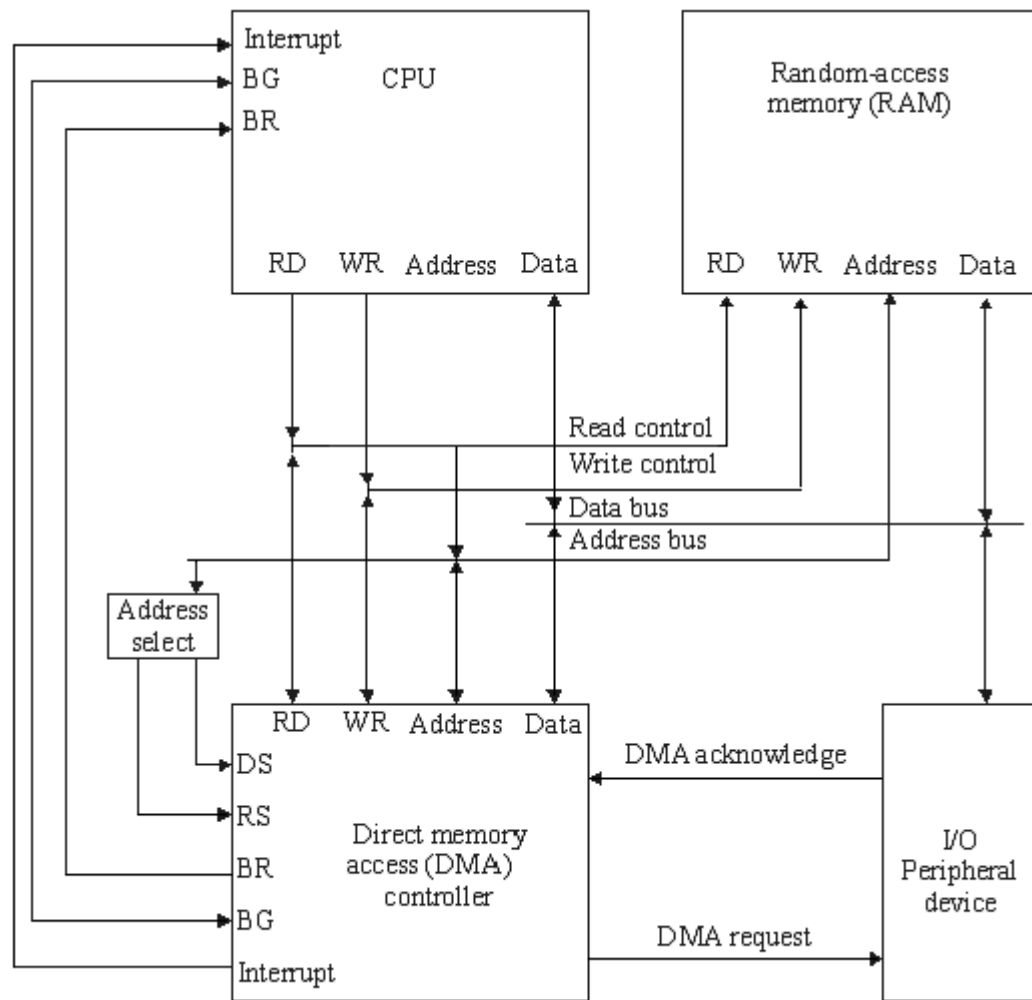 Interrupt
BG
CPU
BR
RD WR Address Data
Random-access
memory (RAM)
RD WR Address Data
Read control
Write control
Data bus
Address bus
Address
select
RD WR Address Data
DS
RS
BR
BG
Interrupt
Direct memory
access (DMA)
controller
DMA acknowledge
DMA request
I/O
Peripheral
device